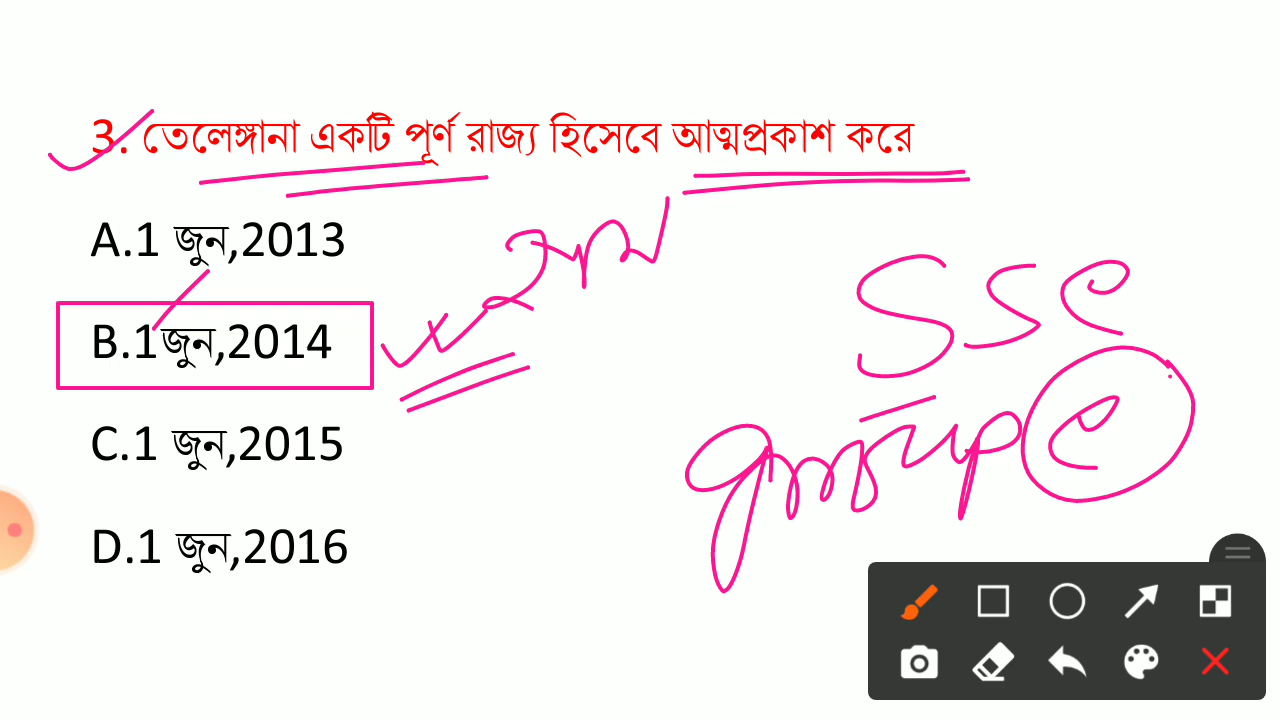 3. তেলেঙ্গানা একটি পূর্ণ রাজ্য হিসেবে আত্মপ্রকাশ করে
A.1 জুন,2013
B.1জুন,2014
C.1 জুন,2015
D.1 জুন,2016
SSC
group C